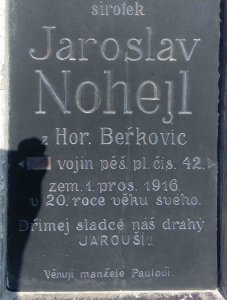 sirotek
Jaroslav
Nohejl
z Hor. Beřkovic
vojín pěš. pl. čís. 42.
zem. 1. pros. 1916.
v 20. roce věku svého.
Dřímej sladce náš drahý
JAROUŠI!
Věnují manželé Paulovi.